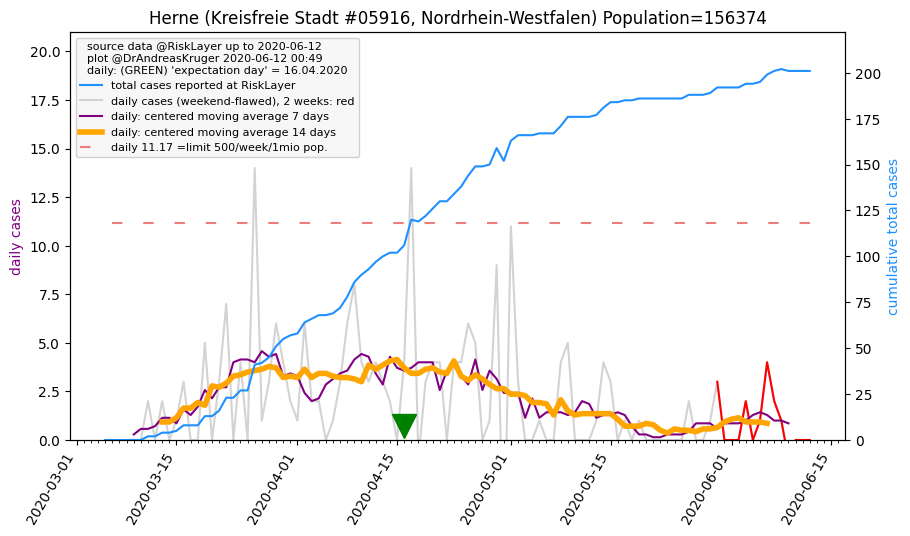 Herne (Kreisfreie Stadt #05916, Nordrhein-Westfalen) Population=156374
source data @RiskLayer up to 2020-06-12
plot @DrAndreasKruger 2020-06-12 00:49
daily: (GREEN) 'expectation day' = 16.04.2020
total cases reported at RiskLayer
daily cases (weekend-flawed), 2 weeks: red
daily: centered moving average 7 days
daily: centered moving average 14 days
daily 11.17 =limit 500/week/1mio pop.
daily cases
20.0
17.5
15.0
12.5
10.0
7.5
5.0
2.5
0.0
cumulative total cases
200
175
150
125
100
75
50
25
0
2020-03-01
2020-03-15
2020-04-01
2020-04-15
2020-05-01
2020-05-15
2020-06-01
2020-06-15